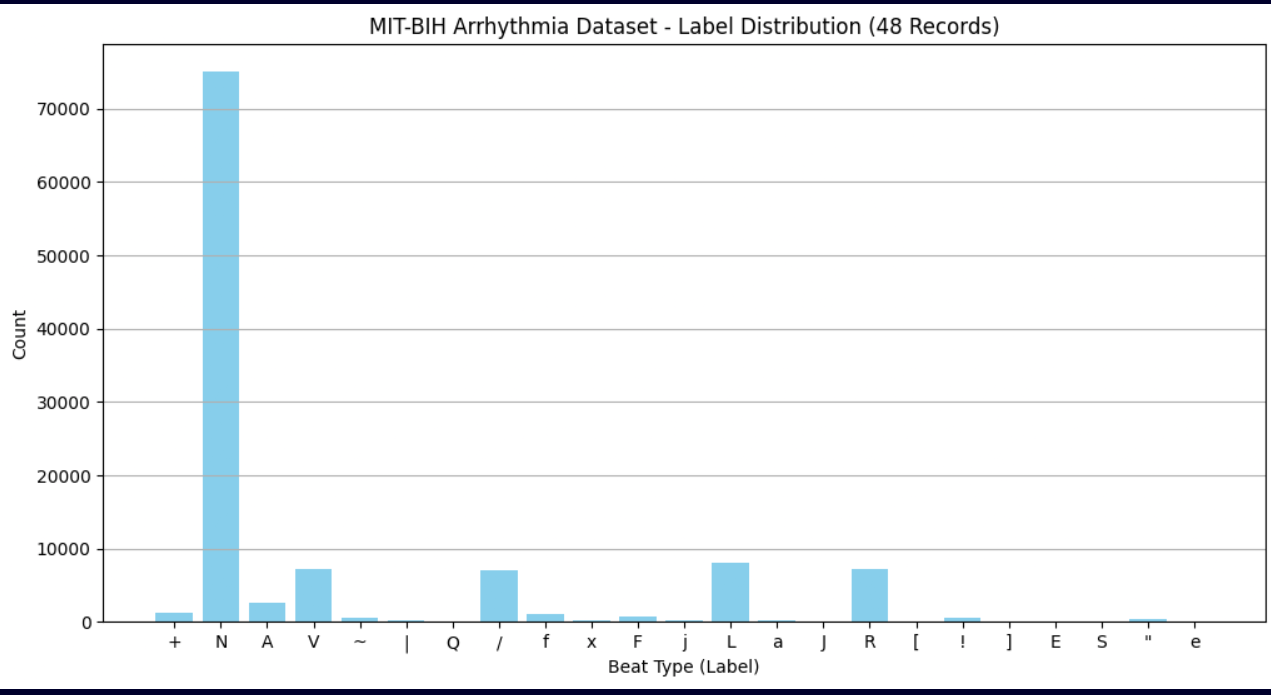 MIT-BIH Arrhythmia Dataset - Label Distribution (48 Records)
70000
60000
50000
40000
30000
20000
10000
0
Count
+ N A V ~ | Q / f x F j L a J R [ ! ] E S " e
Beat Type (Label)